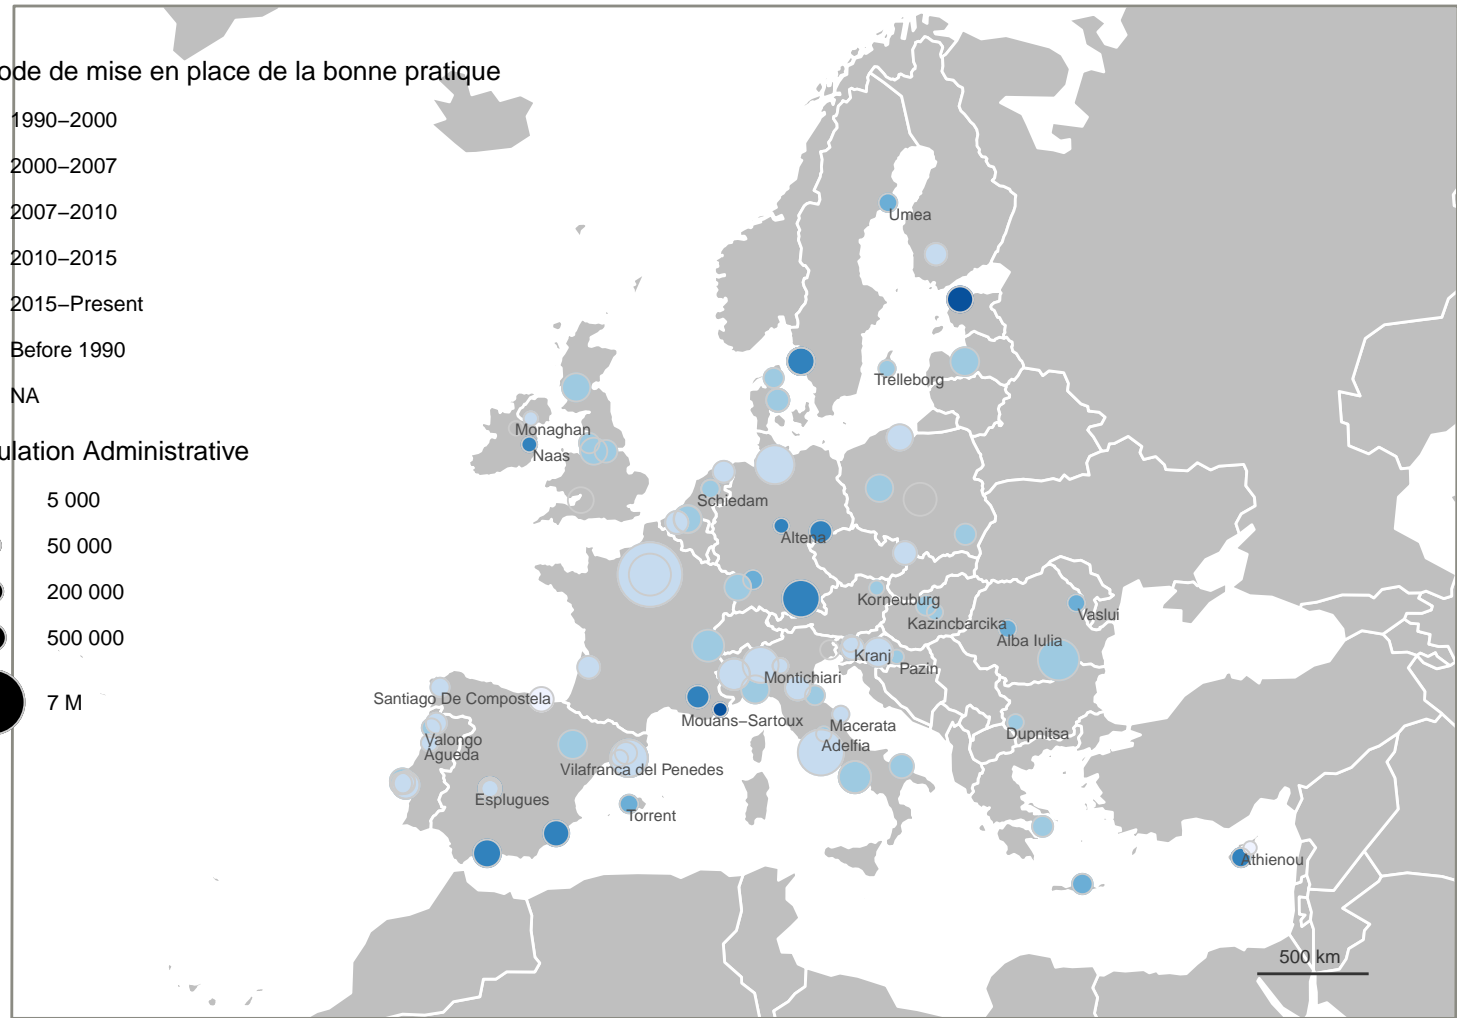 ode de mise en place de la bonne pratique
1990–2000
2000–2007
2007–2010
2010–2015
2015–Present
Before 1990
NA
ulation Administrative
5 000
50 000
200 000
500 000
7 M
Umea
Trelleborg
Monaghan
Naas
Schiedam
Altena
Korneuburg
Kazincbarcika
Vaslui
Alba Iulia
Kranj
Pazin
Montichiari
Santiago De Compostela
Mouans–Sartoux
Macerata
Dupnitsa
Valongo
Adelfia
Agueda
Vilafranca del Penedes
Esplugues
Torrent
Athienou
500 km